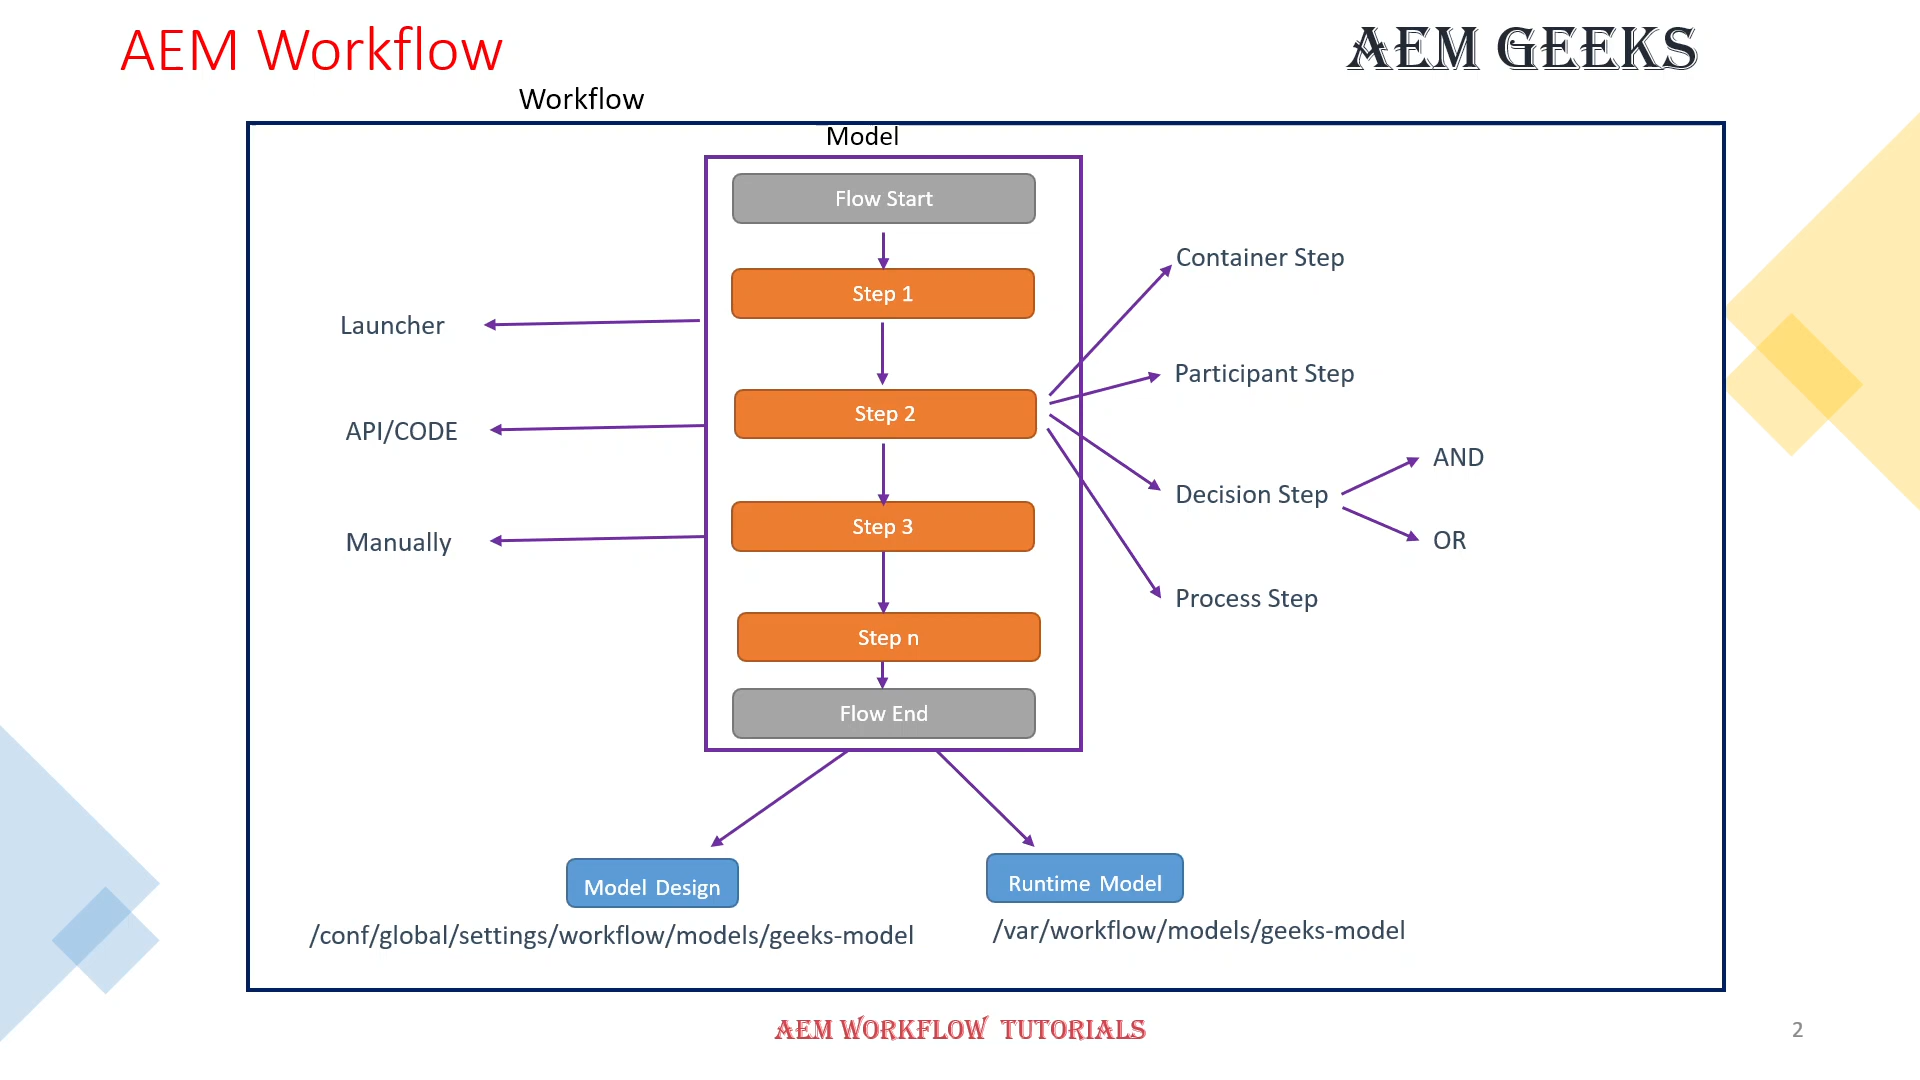 AEM Workflow
AEM GEEKS
Workflow
Model
Flow Start
Step 1
Step 2
Step 3
Step n
Flow End
Launcher
API/CODE
Manually
Container Step
Participant Step
Decision Step
AND
OR
Process Step
Model Design
/conf/global/settings/workflow/models/geeks-model
Runtime Model
/var/workflow/models/geeks-model
AEM WORKFLOW TUTORIALS
2